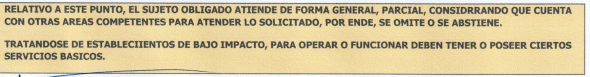 RELATIVO A ESTE PUNTO, EL SUJETO OBLIGADO ATIENDE DE FORMA GENERAL, PARCIAL, CONSIDRRANDO QUE CUENTA
CON OTRAS AREAS COMPETENTES PARA ATENDER LO SOLICITADO, POR ENDE, SE OMITE O SE ABSTIENE.
TRATANDOSE DE ESTABLECIIENTOS DE BAJO IMPACTO, PARA OPERAR O FUNCIONAR DEBEN TENER O POSEER CIERTOS
SERVICIOS BASICOS.